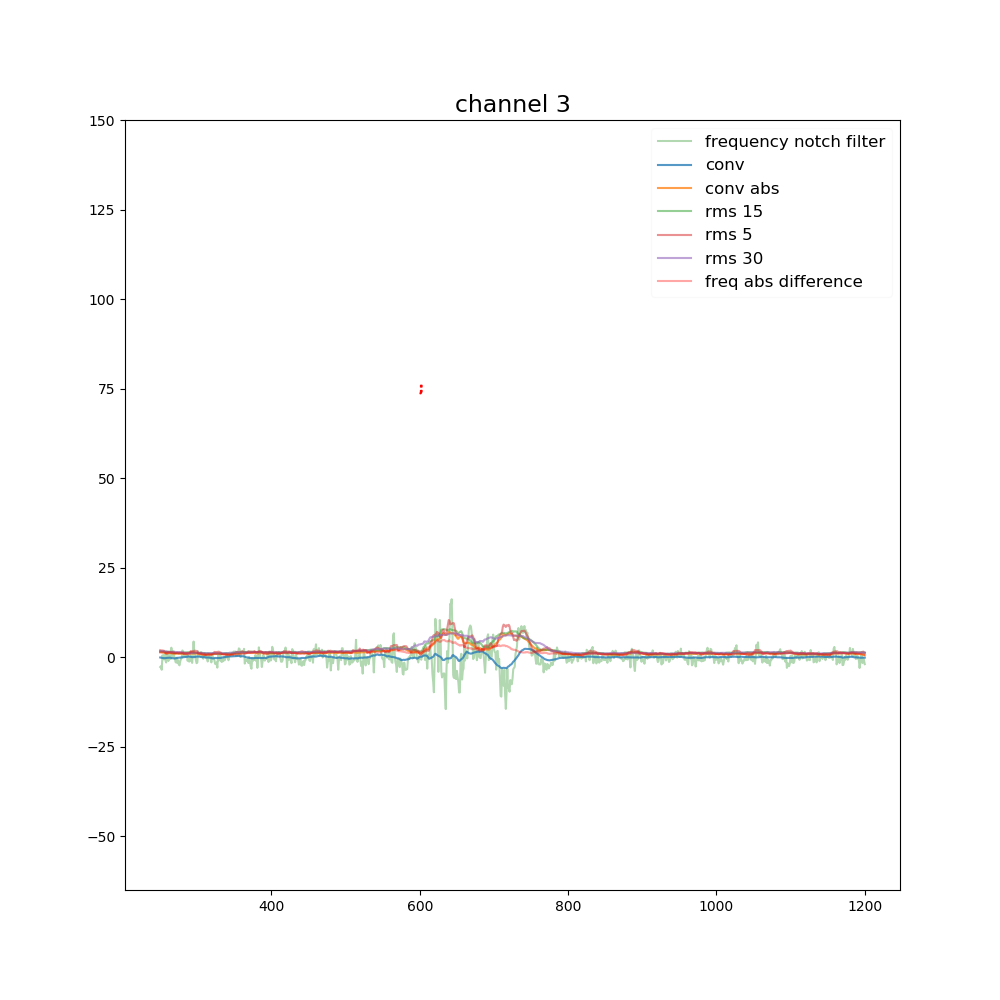 channel 3
150
125
100
75
50
25
0
−25
−50
frequency notch filter
conv
conv abs
rms 15
rms 5
rms 30
freq abs difference
;
400 600 800 1000 1200